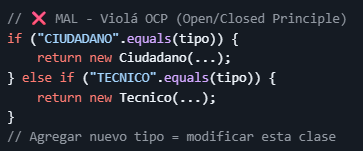 // ❌ MAL - Violá OCP (Open/Closed Principle)
if ("CIUDADANO".equals(tipo)) {
    return new Ciudadano(...);
} else if ("TECNICO".equals(tipo)) {
    return new Tecnico(...);
}
// Agregar nuevo tipo = modificar esta clase